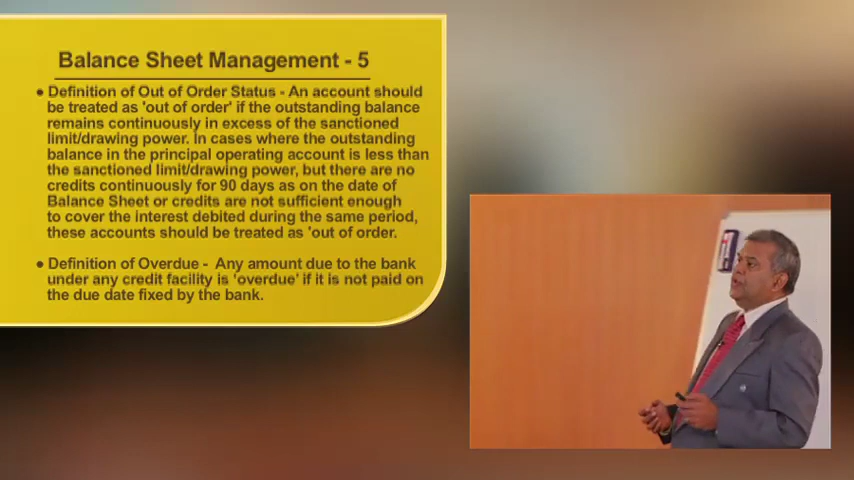 Balance Sheet Management - 5
● Definition of Out of Order Status - An account should
be treated as 'out of order' if the outstanding balance
remains continuously in excess of the sanctioned
limit/drawing power. In cases where the outstanding
balance in the principal operating account is less than
the sanctioned limit/drawing power, but there are no
credits continuously for 90 days as on the date of
Balance Sheet or credits are not sufficient enough
to cover the interest debited during the same period,
these accounts should be treated as 'out of order.
● Definition of Overdue - Any amount due to the bank
under any credit facility is 'overdue' if it is not paid on
the due date fixed by the bank.